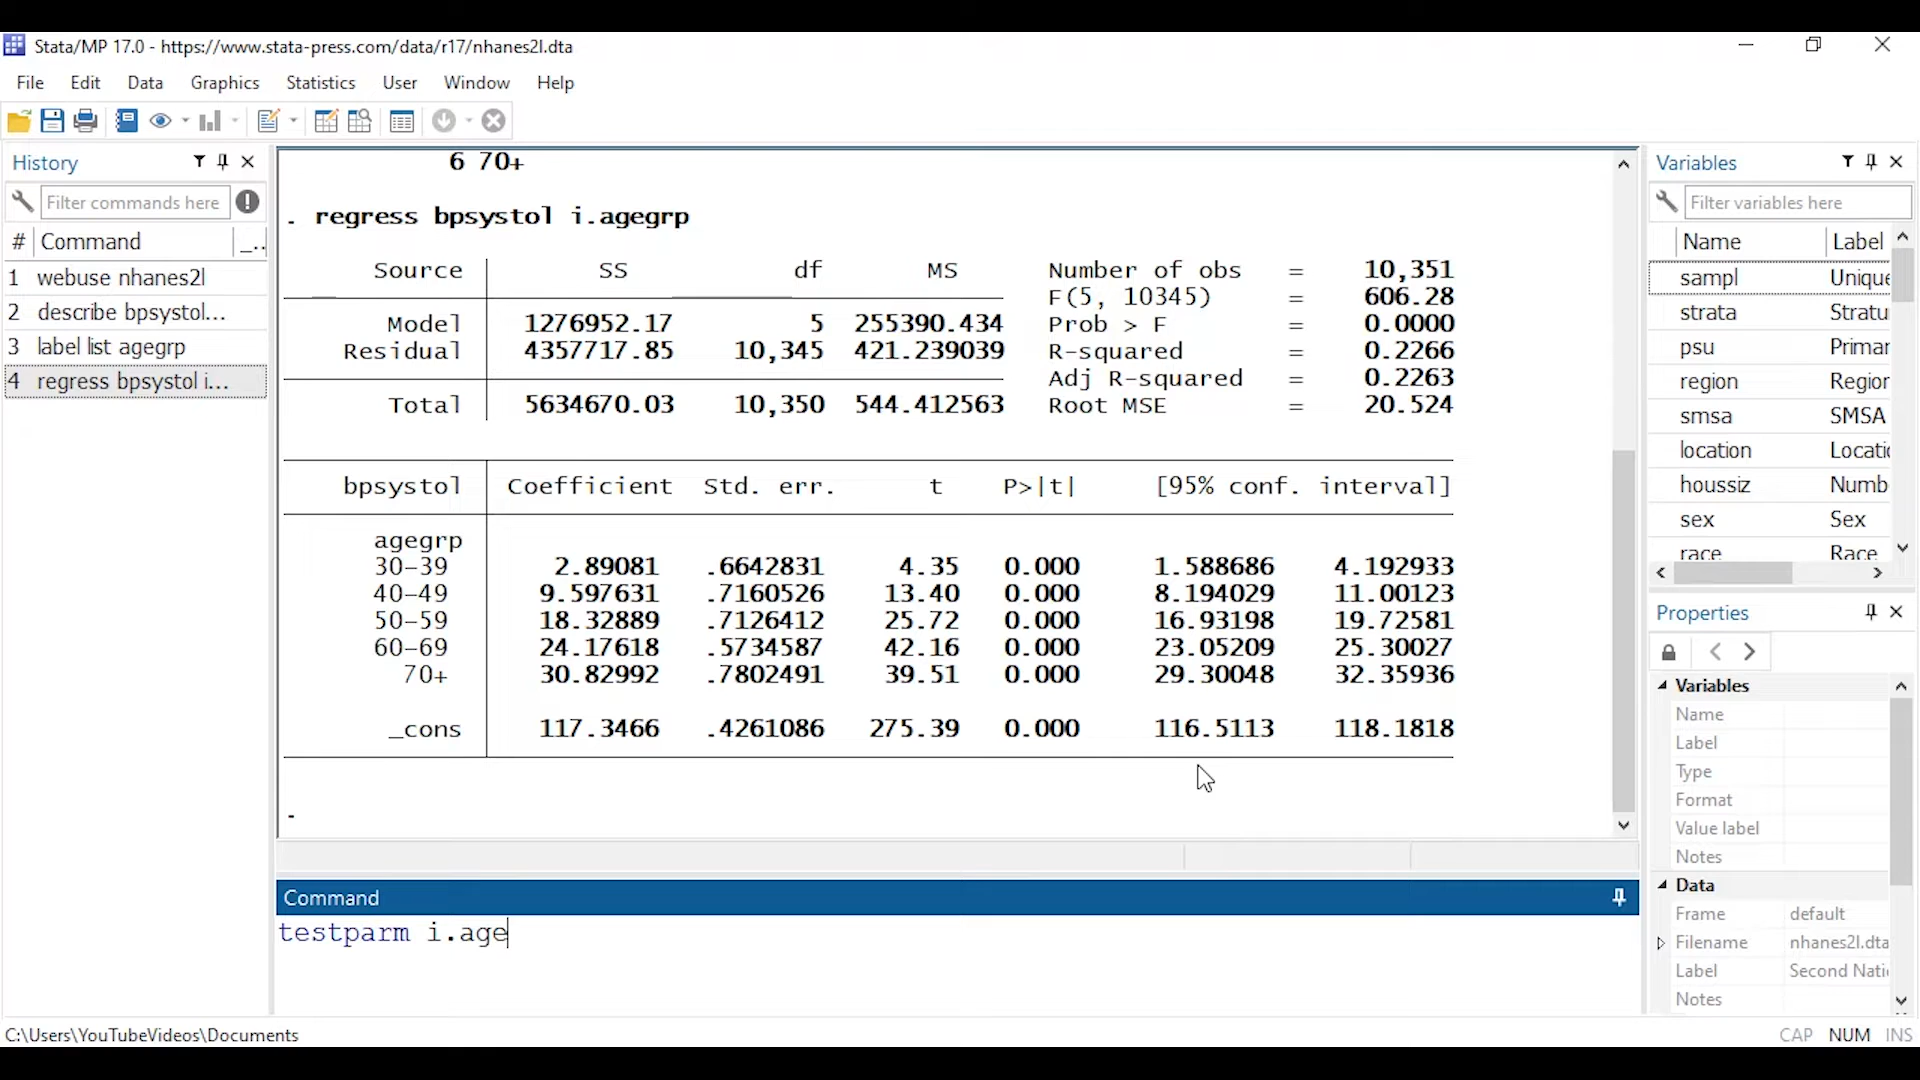 Stata/MP 17.0 - https://www.stata-press.com/data/r17/nhanes2l.dta
File Edit Data Graphics Statistics User Window Help
History
Filter commands here
# Command _..
1 webuse nhanes2l
2 describe bpsystol...
3 label list agegrp
4 regress bpsystol i...
6 70+
. regress bpsystol i.agegrp
Source SS df MS Number of obs = 10,351
F(5, 10345) = 606.28
Model 1276952.17 5 255390.434 Prob > F = 0.0000
Residual 4357717.85 10,345 421.239039 R-squared = 0.2266
Adj R-squared = 0.2263
Total 5634670.03 10,350 544.412563 Root MSE = 20.524
bpsystol Coefficient Std. err. t P>|t| [95% conf. interval]
agegrp
30-39 2.89081 .6642831 4.35 0.000 1.588686 4.192933
40-49 9.597631 .7160526 13.40 0.000 8.194029 11.00123
50-59 18.32889 .7126412 25.72 0.000 16.93198 19.72581
60-69 24.17618 .5734587 42.16 0.000 23.05209 25.30027
70+ 30.82992 .7802491 39.51 0.000 29.30048 32.35936
_cons 117.3466 .4261086 275.39 0.000 116.5113 118.1818
.
Command
testparm i.age
Variables
Filter variables here
Name Label
sampl Unique
strata Stratu
psu Primar
region Region
smsa SMSA
location Locatio
houssiz Numb
sex Sex
race Race
Properties
Variables
Name
Label
Type
Format
Value label
Notes
Data
Frame default
Filename nhanes2l.dta
Label Second Nati
Notes
C:\Users\YouTubeVideos\Documents
CAP NUM INS